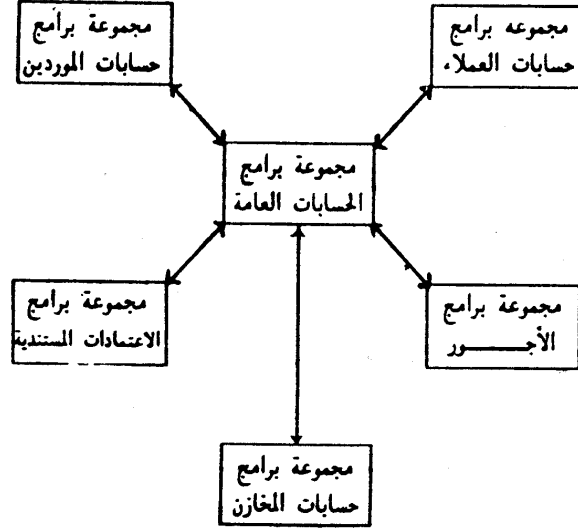 مجموعه برامج
حسابات العملاء
مجموعة برامج
حسابات الموردين
مجموعة برامج
الحسابات العامة
مجموعة برامج
الأجــــــور
مجموعة برامج
الاعتمادات المستندية
مجموعة برامج
حسابات المخازن